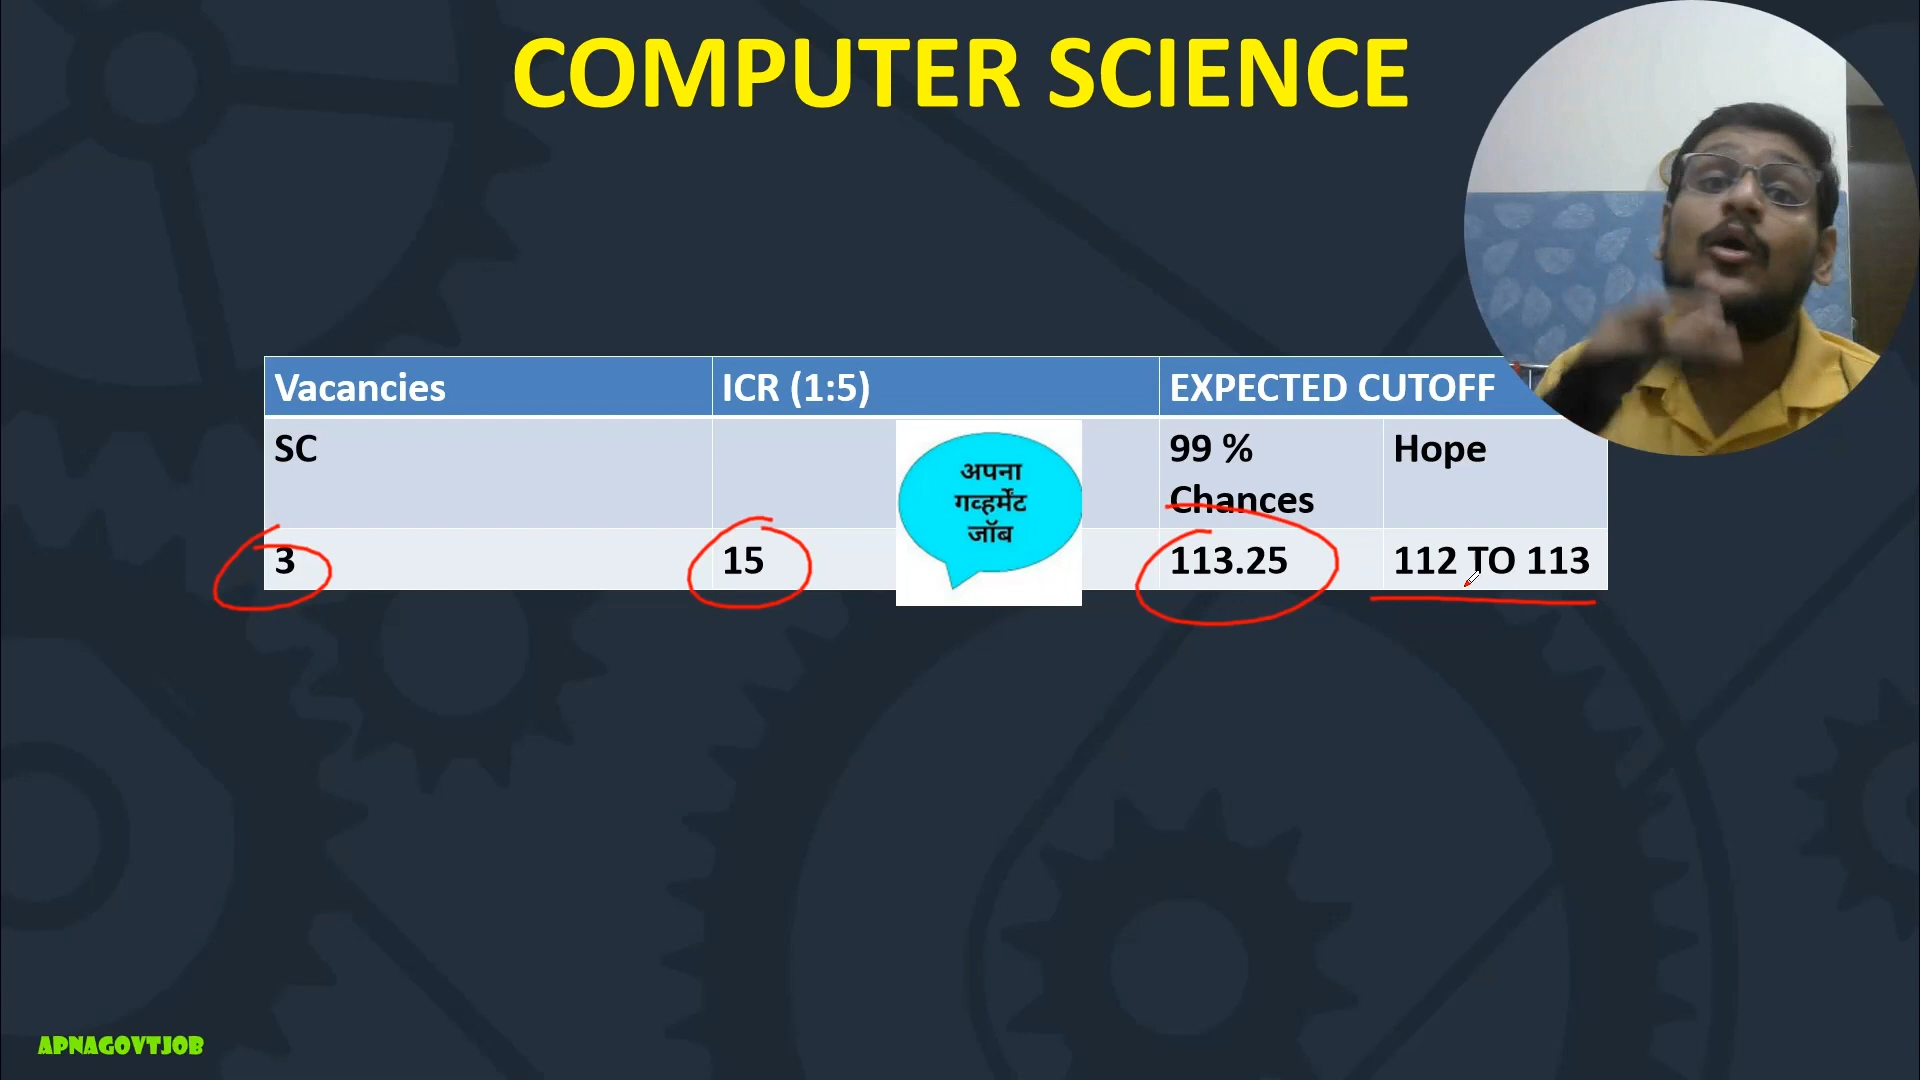 COMPUTER SCIENCE
Vacancies ICR (1:5) EXPECTED CUTOFF
SC 99 % Hope
Chances
3 15 113.25 112 TO 113
अपना
गव्हर्मेंट
जॉब
APNAGOVTJOB